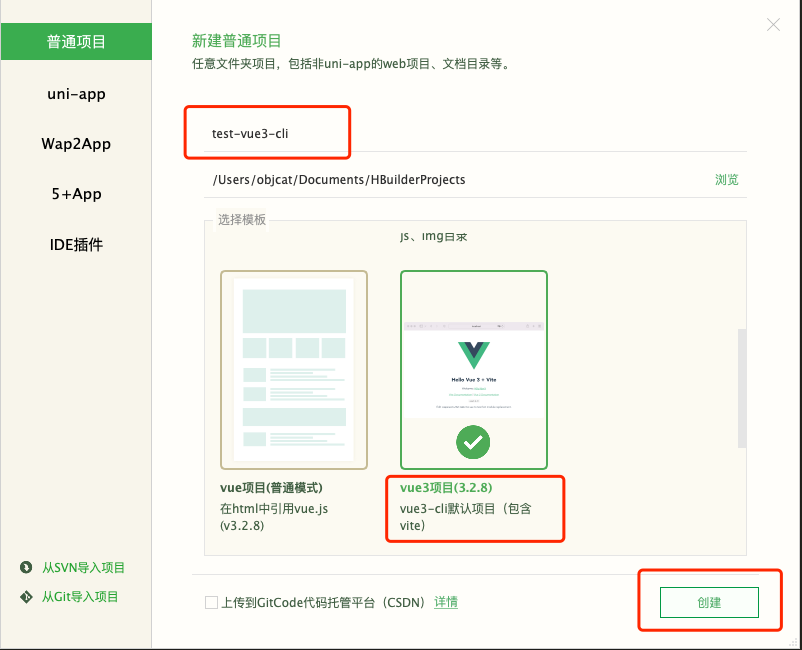 普通项目
uni-app
Wap2App
5+App
IDE插件
从SVN导入项目
从Git导入项目
新建普通项目
任意文件夹项目，包括非uni-app的web项目、文档目录等。
test-vue3-cli
/Users/objcat/Documents/HBuilderProjects
浏览
选择模板
js、img目录
Hello Vue 3 + Vite
vue项目(普通模式)
在html中引用vue.js
(v3.2.8)
vue3项目(3.2.8)
vue3-cli默认项目（包含
vite）
上传到GitCode代码托管平台（CSDN） 详情
创建